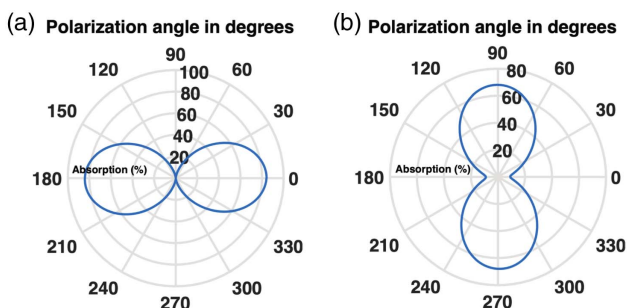 (a) Polarization angle in degrees
90
120 100 60
80
150 60 30
40
20
180 Absorption (%) 0
210 330
240 300
270
(b) Polarization angle in degrees
90
120 80 60
60
150 40 30
20
180 Absorption (%) 0
210 330
240 300
270